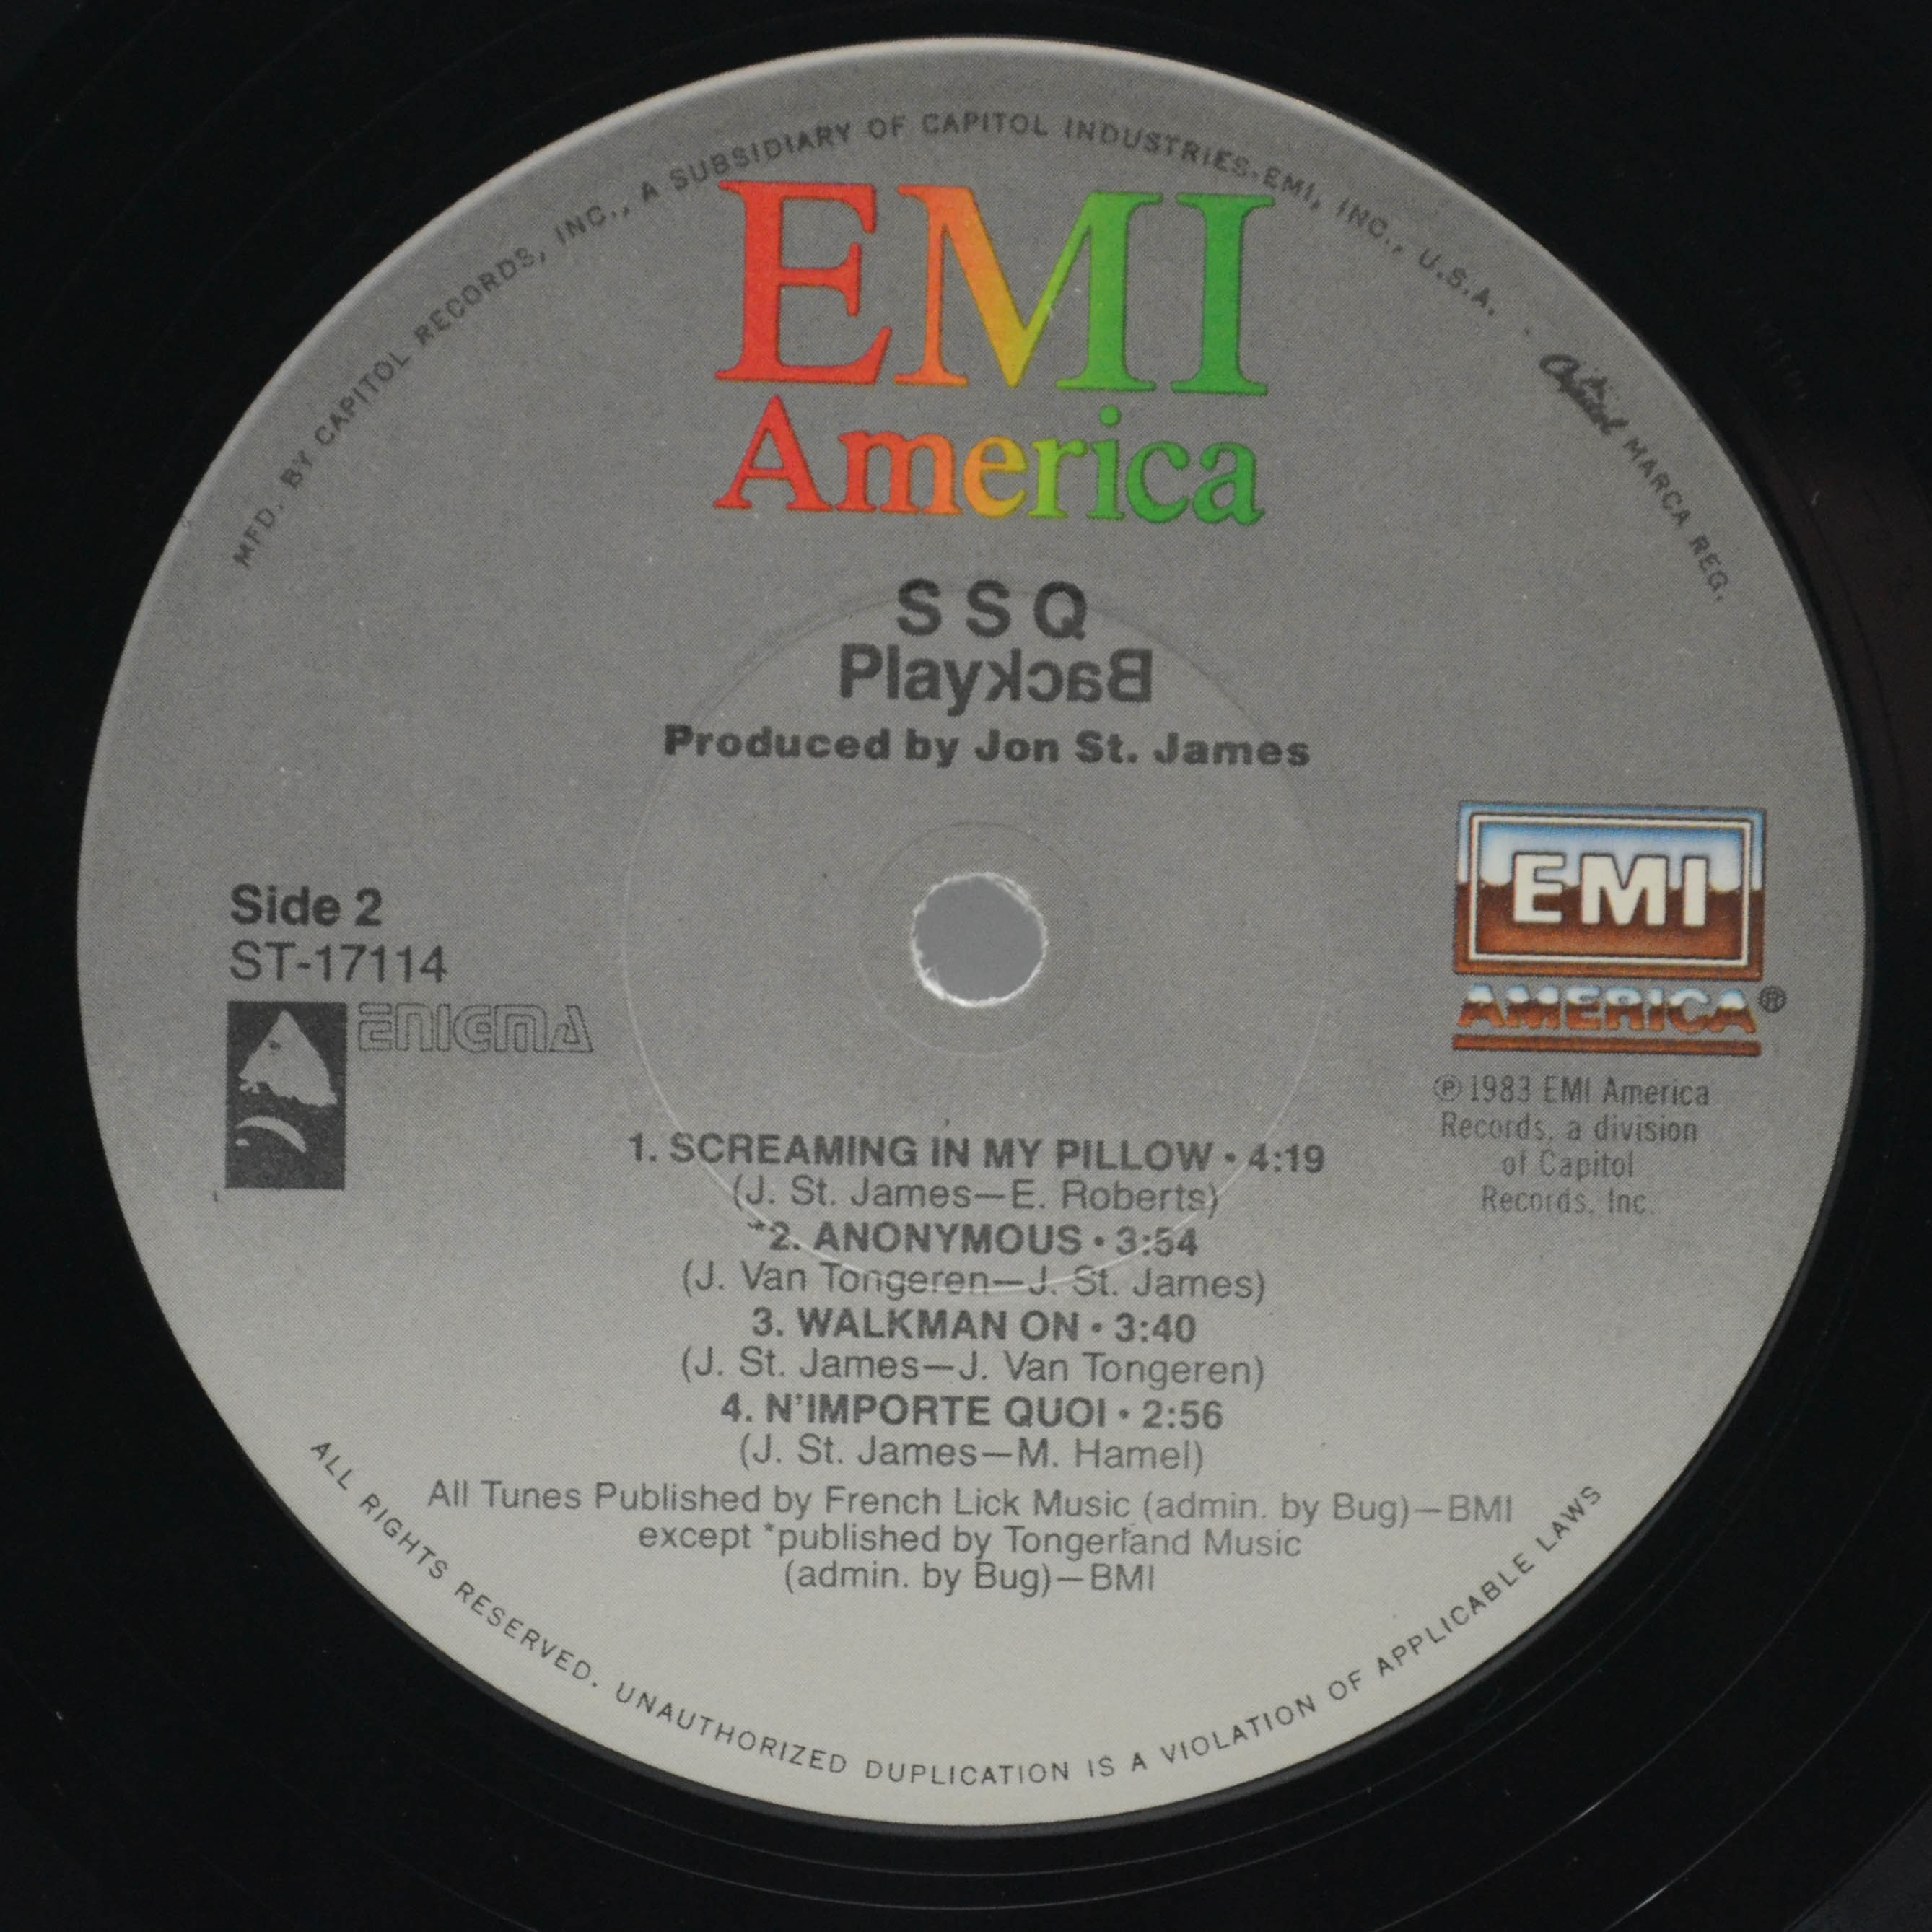 MFD. BY CAPITOL RECORDS, INC., A SUBSIDIARY OF CAPITOL INDUSTRIES-EMI, INC., U.S.A. · Capitol MARCA REG.
EMI
America
S S Q
PlayBack
Produced by Jon St. James
Side 2
ST-17114
ENIGMA
EMI
AMERICA®
℗ 1983 EMI America
Records, a division
of Capitol
Records, Inc.
1. SCREAMING IN MY PILLOW • 4:19
(J. St. James—E. Roberts)
*2. ANONYMOUS • 3:54
(J. Van Tongeren—J. St. James)
3. WALKMAN ON • 3:40
(J. St. James—J. Van Tongeren)
4. N'IMPORTE QUOI • 2:56
(J. St. James—M. Hamel)
All Tunes Published by French Lick Music (admin. by Bug)—BMI
except *published by Tongerland Music
(admin. by Bug)—BMI
ALL RIGHTS RESERVED. UNAUTHORIZED DUPLICATION IS A VIOLATION OF APPLICABLE LAWS